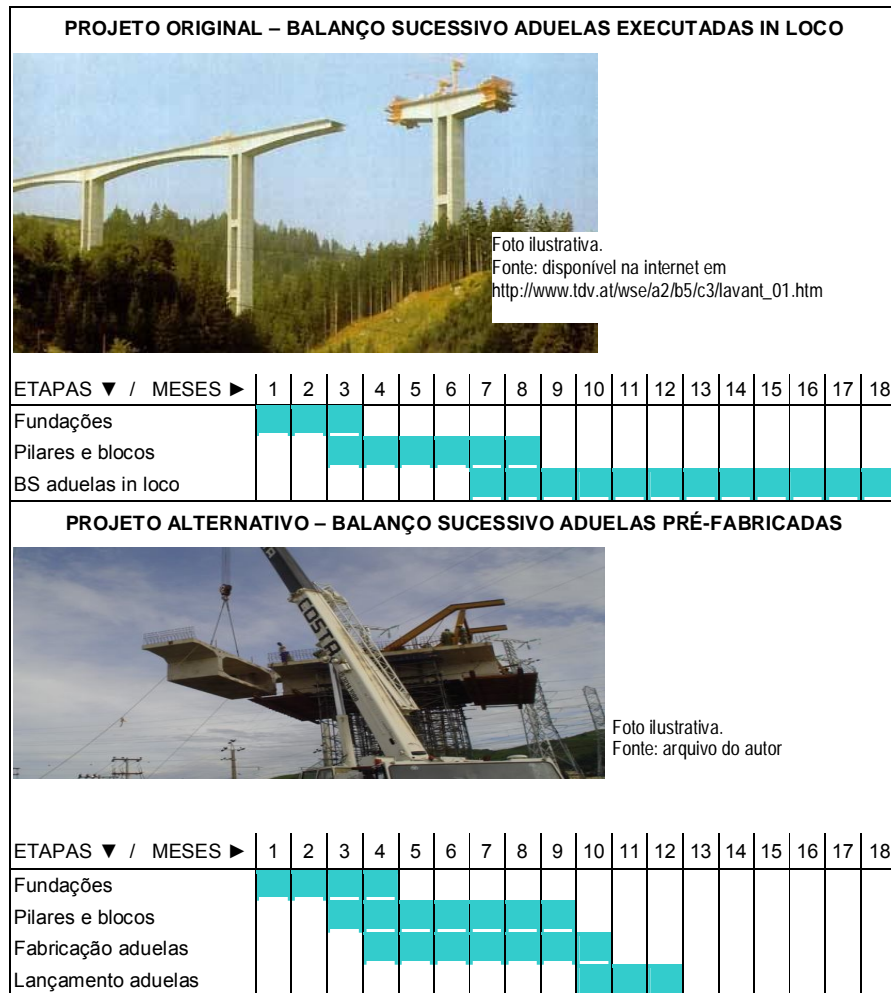 PROJETO ORIGINAL – BALANÇO SUCESSIVO ADUELAS EXECUTADAS IN LOCO
Foto ilustrativa.
Fonte: disponível na internet em
http://www.tdv.at/wse/a2/b5/c3/lavant_01.htm
ETAPAS ▼ / MESES ► 1 2 3 4 5 6 7 8 9 10 11 12 13 14 15 16 17 18
Fundações
Pilares e blocos
BS aduelas in loco
PROJETO ALTERNATIVO – BALANÇO SUCESSIVO ADUELAS PRÉ-FABRICADAS
COSTA
Foto ilustrativa.
Fonte: arquivo do autor
ETAPAS ▼ / MESES ► 1 2 3 4 5 6 7 8 9 10 11 12 13 14 15 16 17 18
Fundações
Pilares e blocos
Fabricação aduelas
Lançamento aduelas